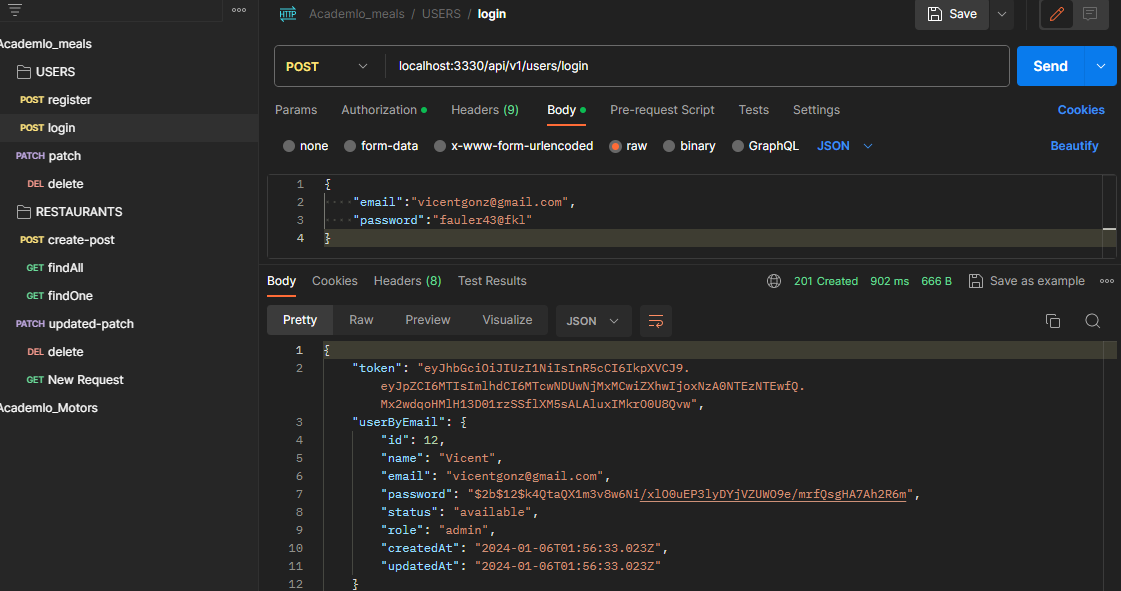 Academlo_meals / USERS / login
Save
Academlo_meals
USERS
POST register
POST login
PATCH patch
DEL delete
RESTAURANTS
POST create-post
GET findAll
GET findOne
PATCH updated-patch
DEL delete
GET New Request
Academlo_Motors
HTTP
POST localhost:3330/api/v1/users/login
Send
Params Authorization Headers (9) Body Pre-request Script Tests Settings Cookies
none form-data x-www-form-urlencoded raw binary GraphQL JSON Beautify
1 {
2 "email":"vicentgonz@gmail.com",
3 "password":"fauler43@fkl"
4 }
Body Cookies Headers (8) Test Results 201 Created 902 ms 666 B Save as example
Pretty Raw Preview Visualize JSON
1 {
2 "token": "eyJhbGciOiJIUzI1NiIsInR5cCI6IkpXVCJ9.
eyJpZCI6MTIsImlhdCI6MTcwNDUwNjMxMCwiZXhwIjoxNzA0NTEzNTEwfQ.
Mx2wdqoHMlH13D01rzSSflXM5sALAluxIMkrO0U8Qvw",
3 "userByEmail": {
4 "id": 12,
5 "name": "Vicent",
6 "email": "vicentgonz@gmail.com",
7 "password": "$2b$12$k4QtaQX1m3v8w6Ni/xlO0uEP3lyDYjVZUWO9e/mrfQsgHA7Ah2R6m",
8 "status": "available",
9 "role": "admin",
10 "createdAt": "2024-01-06T01:56:33.023Z",
11 "updatedAt": "2024-01-06T01:56:33.023Z"
12 }